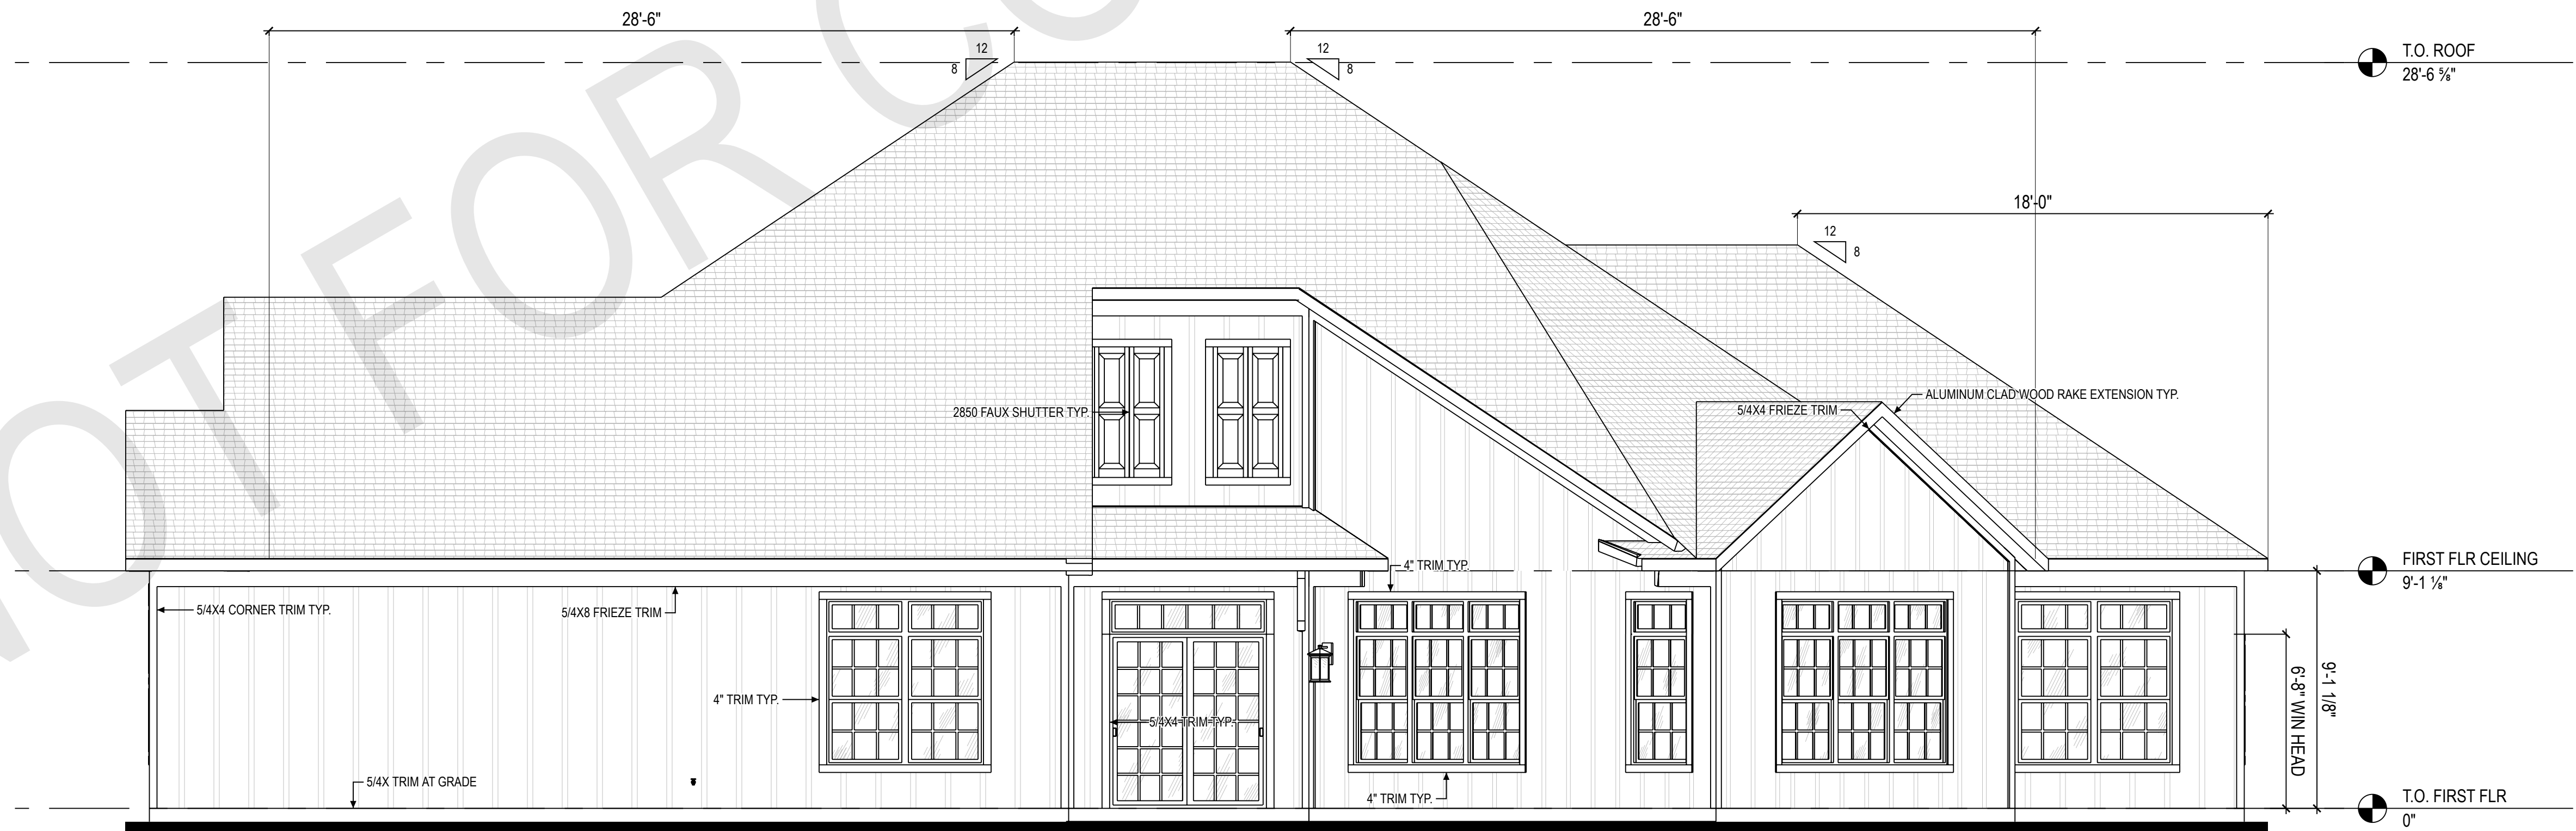 NOT FOR CO
28'-6"
28'-6"
12
8
12
8
T.O. ROOF
28'-6 ⅝"
18'-0"
12
8
ALUMINUM CLAD WOOD RAKE EXTENSION TYP.
5/4X4 FRIEZE TRIM
2850 FAUX SHUTTER TYP.
FIRST FLR CEILING
9'-1 ⅛"
4" TRIM TYP.
5/4X4 CORNER TRIM TYP.
5/4X8 FRIEZE TRIM
4" TRIM TYP.
5/4X4 TRIM TYP.
6'-8" WIN HEAD
9'-1 1/8"
5/4X TRIM AT GRADE
4" TRIM TYP.
T.O. FIRST FLR
0"